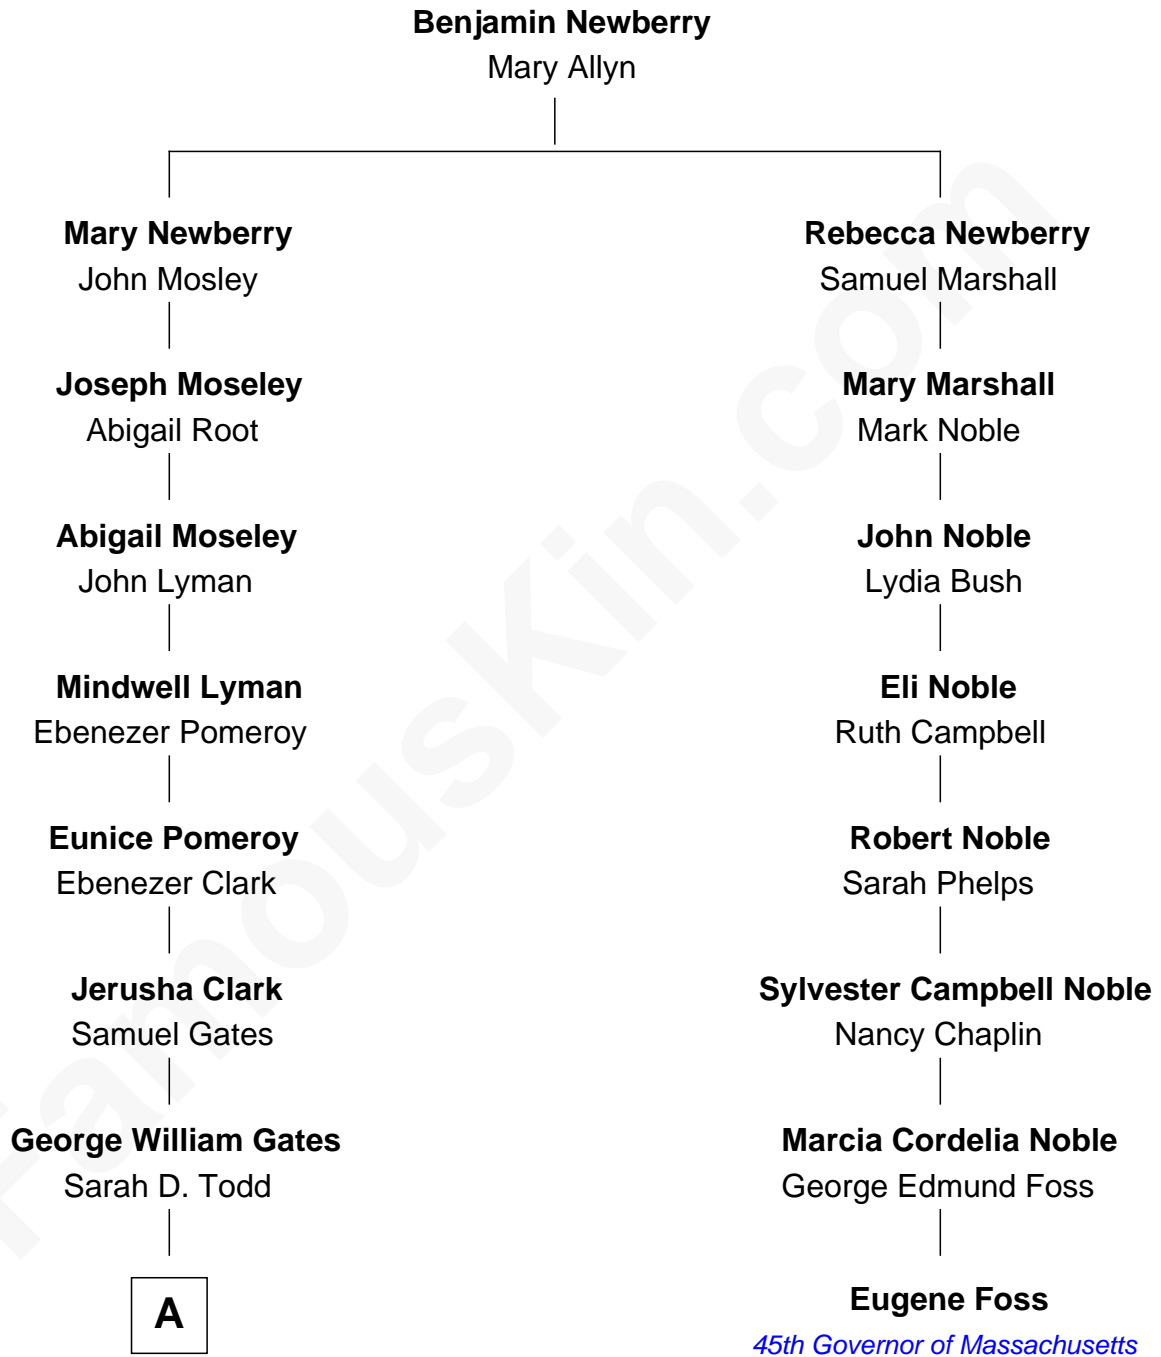 Benjamin Newberry
Mary Allyn
Mary Newberry
John Mosley
Rebecca Newberry
Samuel Marshall
Joseph Moseley
Abigail Root
Mary Marshall
Mark Noble
Abigail Moseley
John Lyman
John Noble
Lydia Bush
Mindwell Lyman
Ebenezer Pomeroy
Eli Noble
Ruth Campbell
Eunice Pomeroy
Ebenezer Clark
Robert Noble
Sarah Phelps
Jerusha Clark
Samuel Gates
Sylvester Campbell Noble
Nancy Chaplin
George William Gates
Sarah D. Todd
Marcia Cordelia Noble
George Edmund Foss
A
Eugene Foss
45th Governor of Massachusetts
FamousKin.com